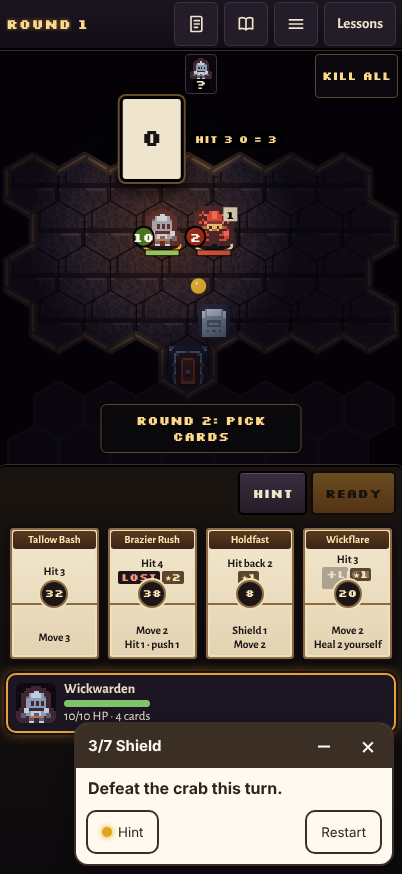 ROUND 1
Lessons
?
KILL ALL
0
HIT 3 0 = 3
1
10
2
ROUND 2: PICK
CARDS
HINT
READY
Tallow Bash
Hit 3
32
Move 3
Brazier Rush
Hit 4
LOST ★2
38
Move 2
Hit 1 · push 1
Holdfast
Hit back 2
8
Shield 1
Move 2
Wickflare
Hit 3
★1
20
Move 2
Heal 2 yourself
Wickwarden
10/10 HP · 4 cards
3/7 Shield
Defeat the crab this turn.
Hint
Restart